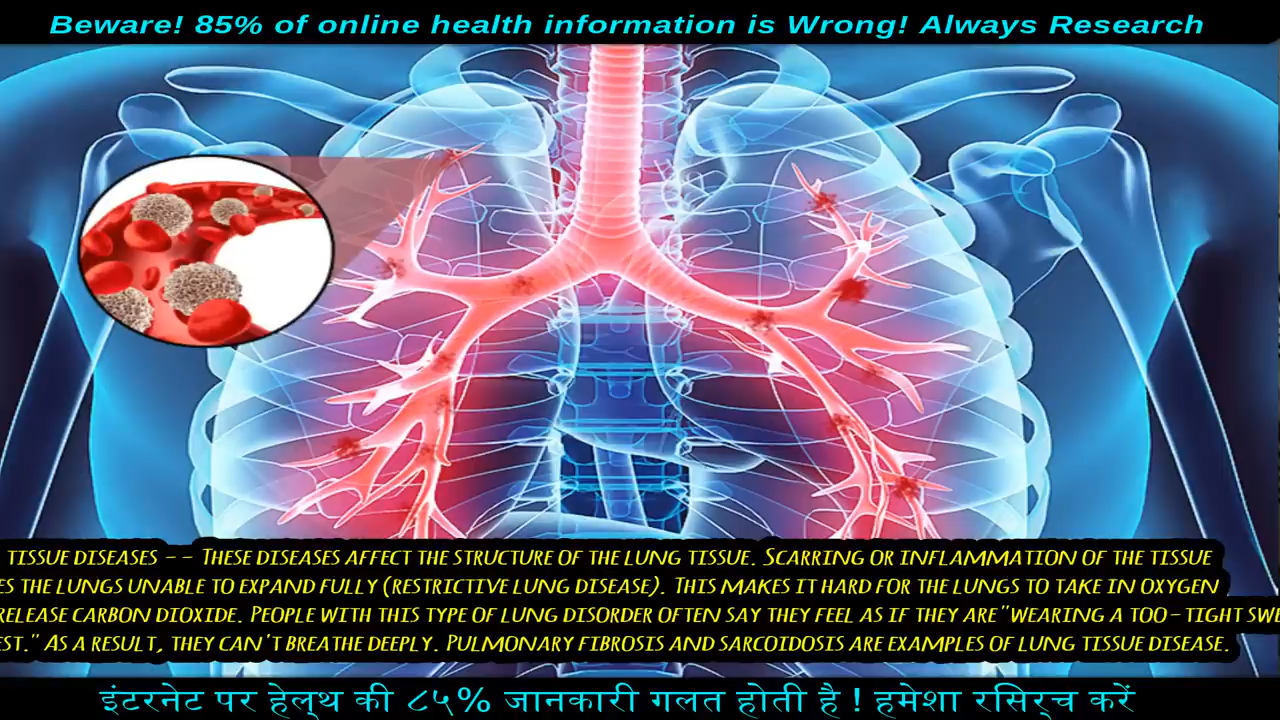 Beware! 85% of online health information is Wrong! Always Research
TISSUE DISEASES -- THESE DISEASES AFFECT THE STRUCTURE OF THE LUNG TISSUE. SCARRING OR INFLAMMATION OF THE TISSUE
THE LUNGS UNABLE TO EXPAND FULLY (RESTRICTIVE LUNG DISEASE). THIS MAKES IT HARD FOR THE LUNGS TO TAKE IN OXYGEN
RELEASE CARBON DIOXIDE. PEOPLE WITH THIS TYPE OF LUNG DISORDER OFTEN SAY THEY FEEL AS IF THEY ARE "WEARING A TOO-TIGHT
AS A RESULT, THEY CAN'T BREATHE DEEPLY. PULMONARY FIBROSIS AND SARCOIDOSIS ARE EXAMPLES OF LUNG TISSUE DISEASE.
इंटरनेट पर हेल्थ की ८५% जानकारी गलत होती है ! हमेशा रिसर्च करें